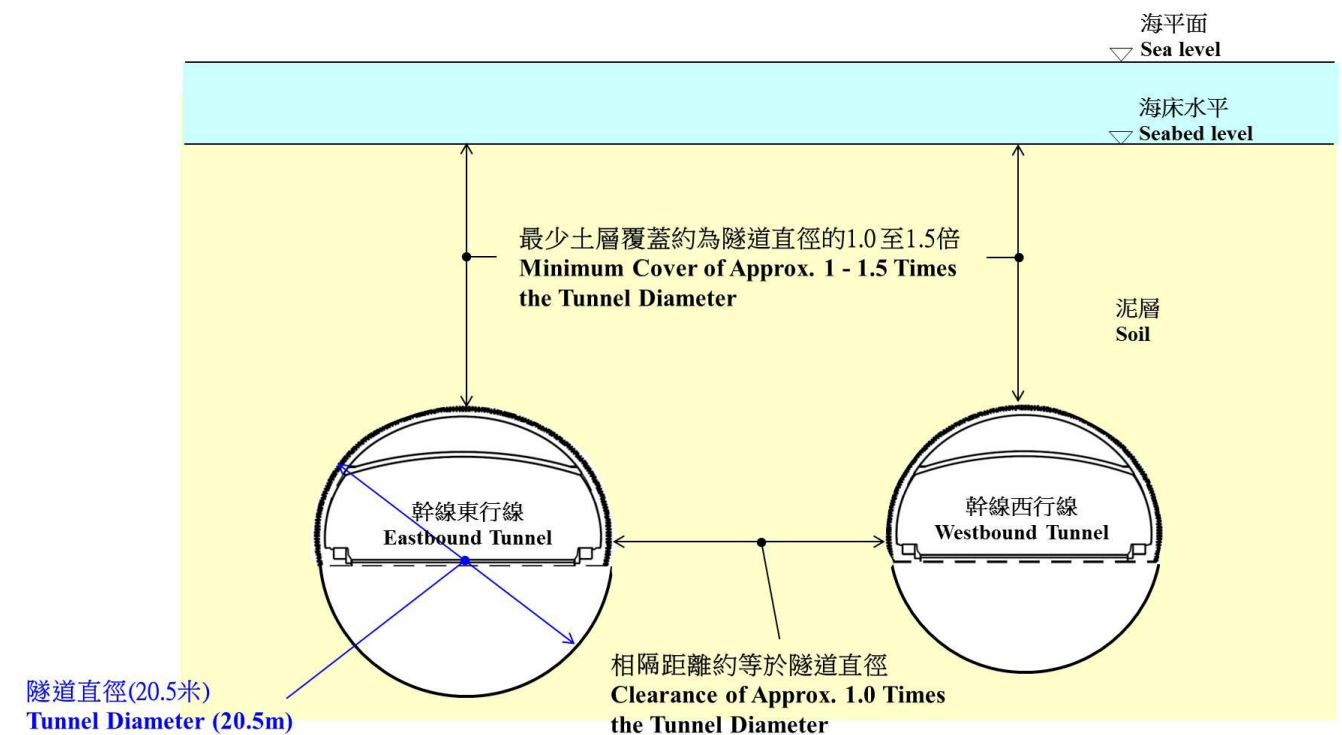 海平面
Sea level
海床水平
Seabed level
最少土層覆蓋約為隧道直徑的1.0至1.5倍
Minimum Cover of Approx. 1 - 1.5 Times
the Tunnel Diameter
泥層
Soil
幹線東行線
Eastbound Tunnel
幹線西行線
Westbound Tunnel
相隔距離約等於隧道直徑
Clearance of Approx. 1.0 Times
the Tunnel Diameter
隧道直徑(20.5米)
Tunnel Diameter (20.5m)